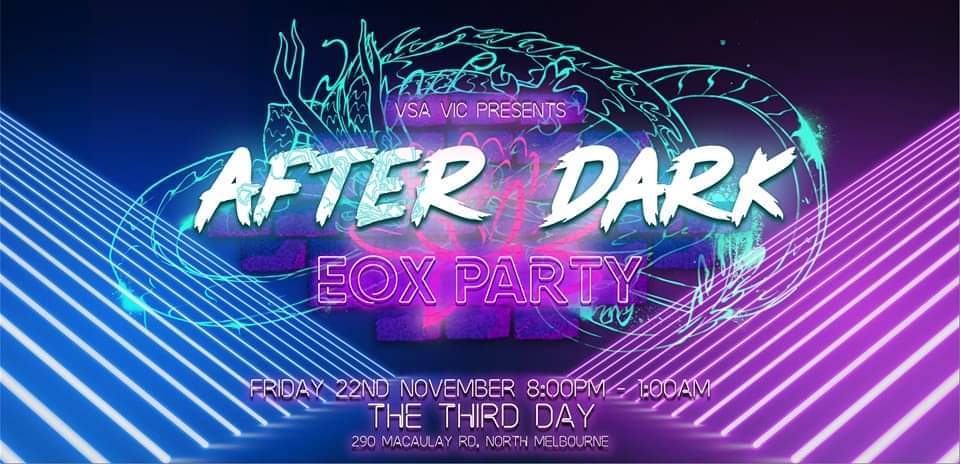 VSA VIC PRESENTS
AFTER DARK
EOX PARTY
FRIDAY 22ND NOVEMBER 8:00PM - 1:00AM
THE THIRD DAY
290 MACAULAY RD, NORTH MELBOURNE